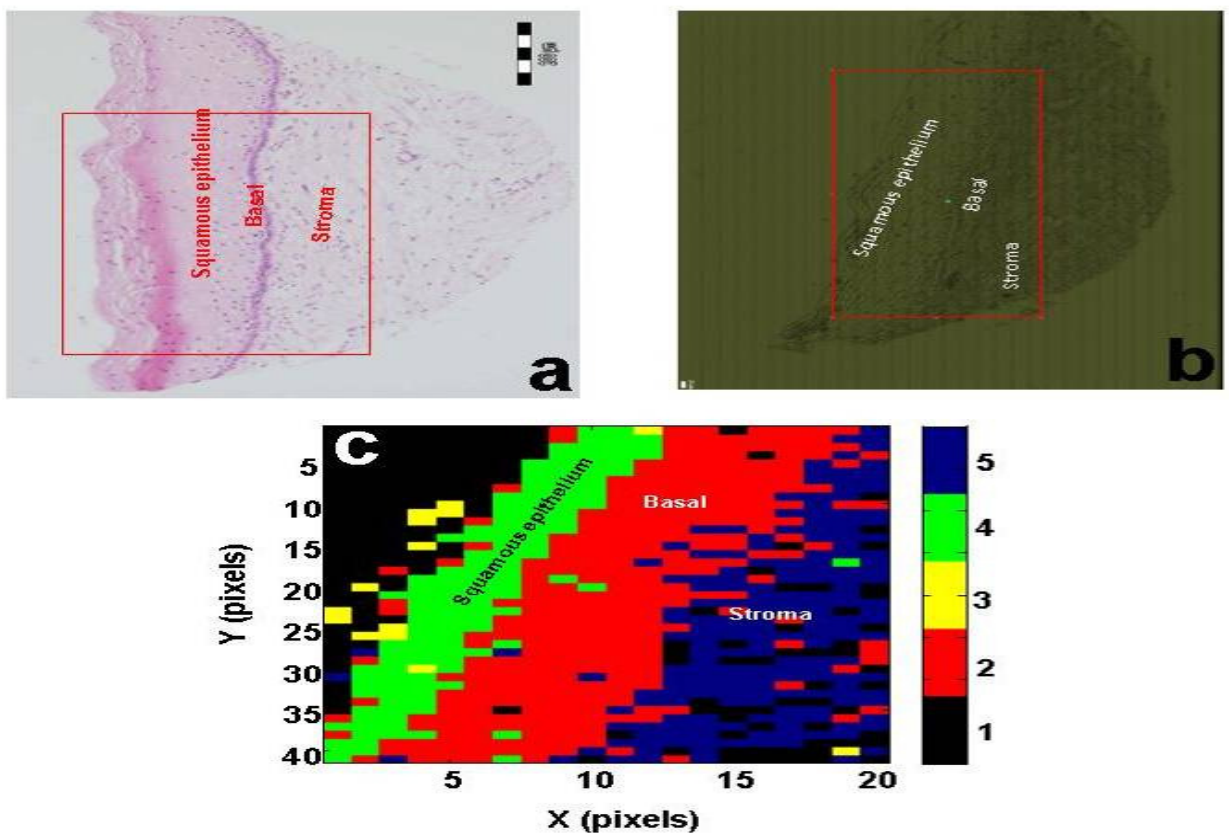 Squamous epithelium
Basal
Stroma
a
Squamous epithelium
Basal
Stroma
b
c
Squamous epithelium
Basal
Stroma
5
10
15
20
25
30
35
40
Y (pixels)
5
10
15
20
X (pixels)
5
4
3
2
1